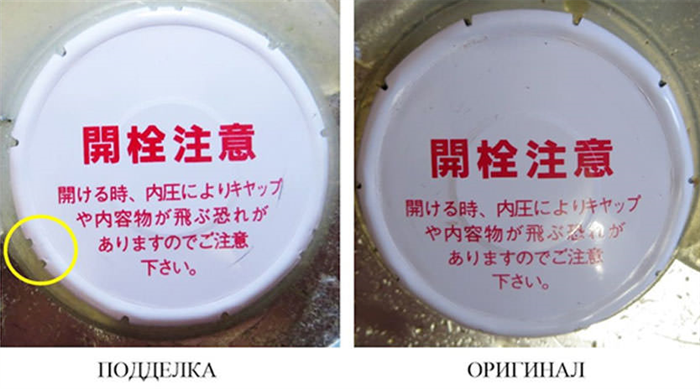 開栓注意
開ける時、内圧によりキャップ
や内容物が飛ぶ恐れが
ありますのでご注意
下さい。
開栓注意
開ける時、内圧によりキャップ
や内容物が飛ぶ恐れが
ありますのでご注意
下さい。
ПОДДЕЛКА
ОРИГИНАЛ